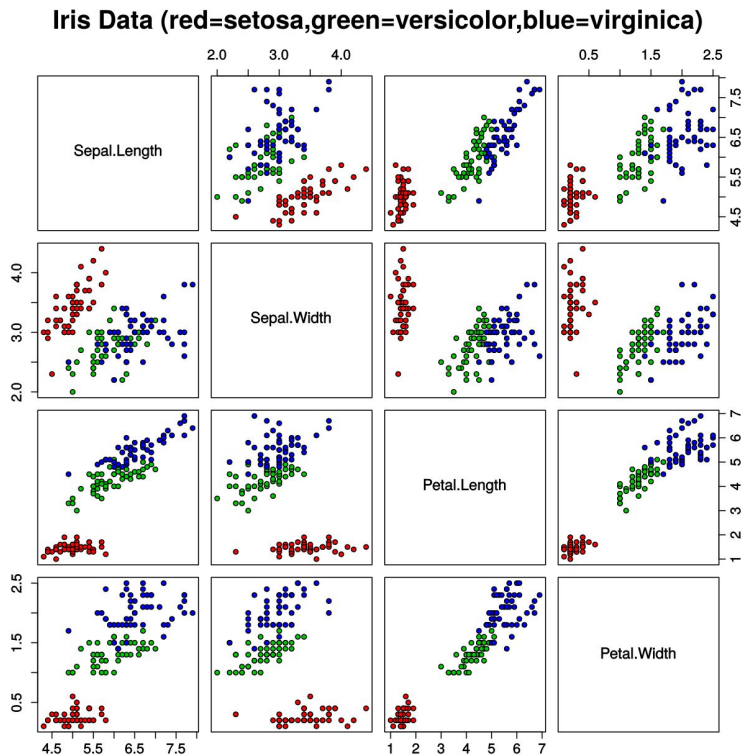 Iris Data (red=setosa,green=versicolor,blue=virginica)
2.0 3.0 4.0 0.5 1.5 2.5
Sepal.Length
4.5 5.5 6.5 7.5
Sepal.Width
2.0 3.0 4.0
Petal.Length
1 2 3 4 5 6 7
Petal.Width
0.5 1.5 2.5
4.5 5.5 6.5 7.5 1 2 3 4 5 6 7